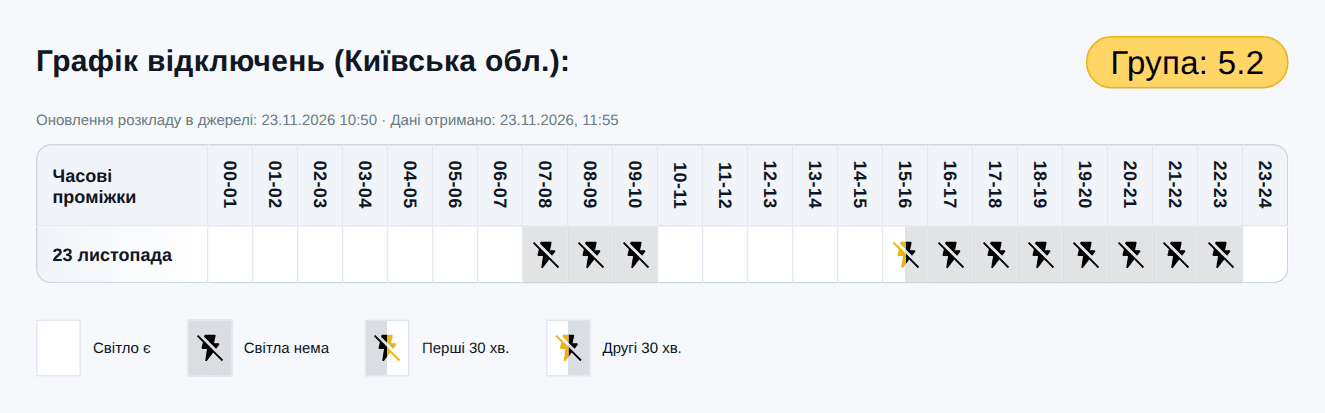 Графік відключень (Київська обл.):
Група: 5.2
Оновлення розкладу в джерелі: 23.11.2026 10:50 · Дані отримано: 23.11.2026, 11:55
Часові
проміжки
00-01
01-02
02-03
03-04
04-05
05-06
06-07
07-08
08-09
09-10
10-11
11-12
12-13
13-14
14-15
15-16
16-17
17-18
18-19
19-20
20-21
21-22
22-23
23-24
23 листопада
Світло є
Світла нема
Перші 30 хв.
Другі 30 хв.